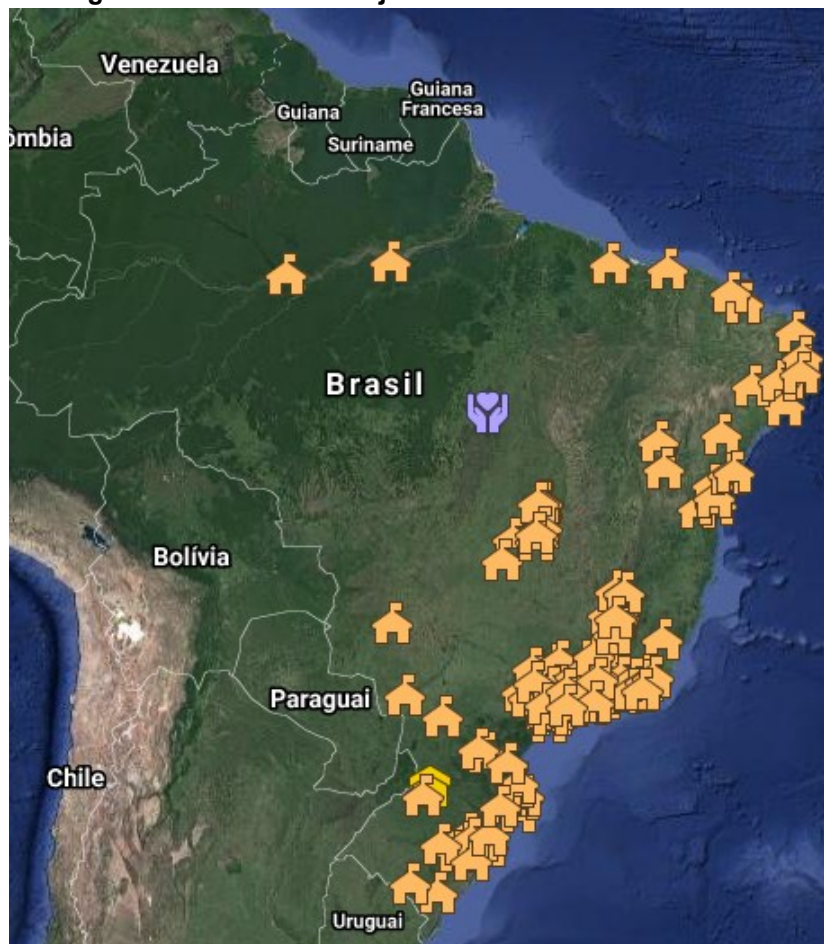 Venezuela
Guiana
Francesa
Guiana
Suriname
ômbia
Brasil
Bolívia
Paraguai
Chile
Uruguai